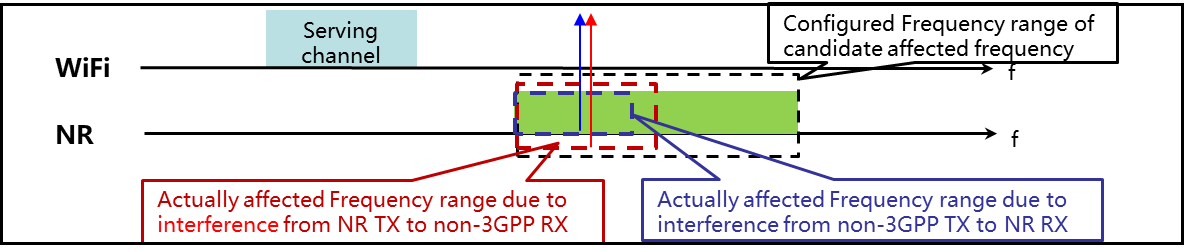 Serving
channel
Configured Frequency range of
candidate affected frequency
WiFi
f
NR
f
Actually affected Frequency range due to
interference from NR TX to non-3GPP RX
Actually affected Frequency range due to
interference from non-3GPP TX to NR RX